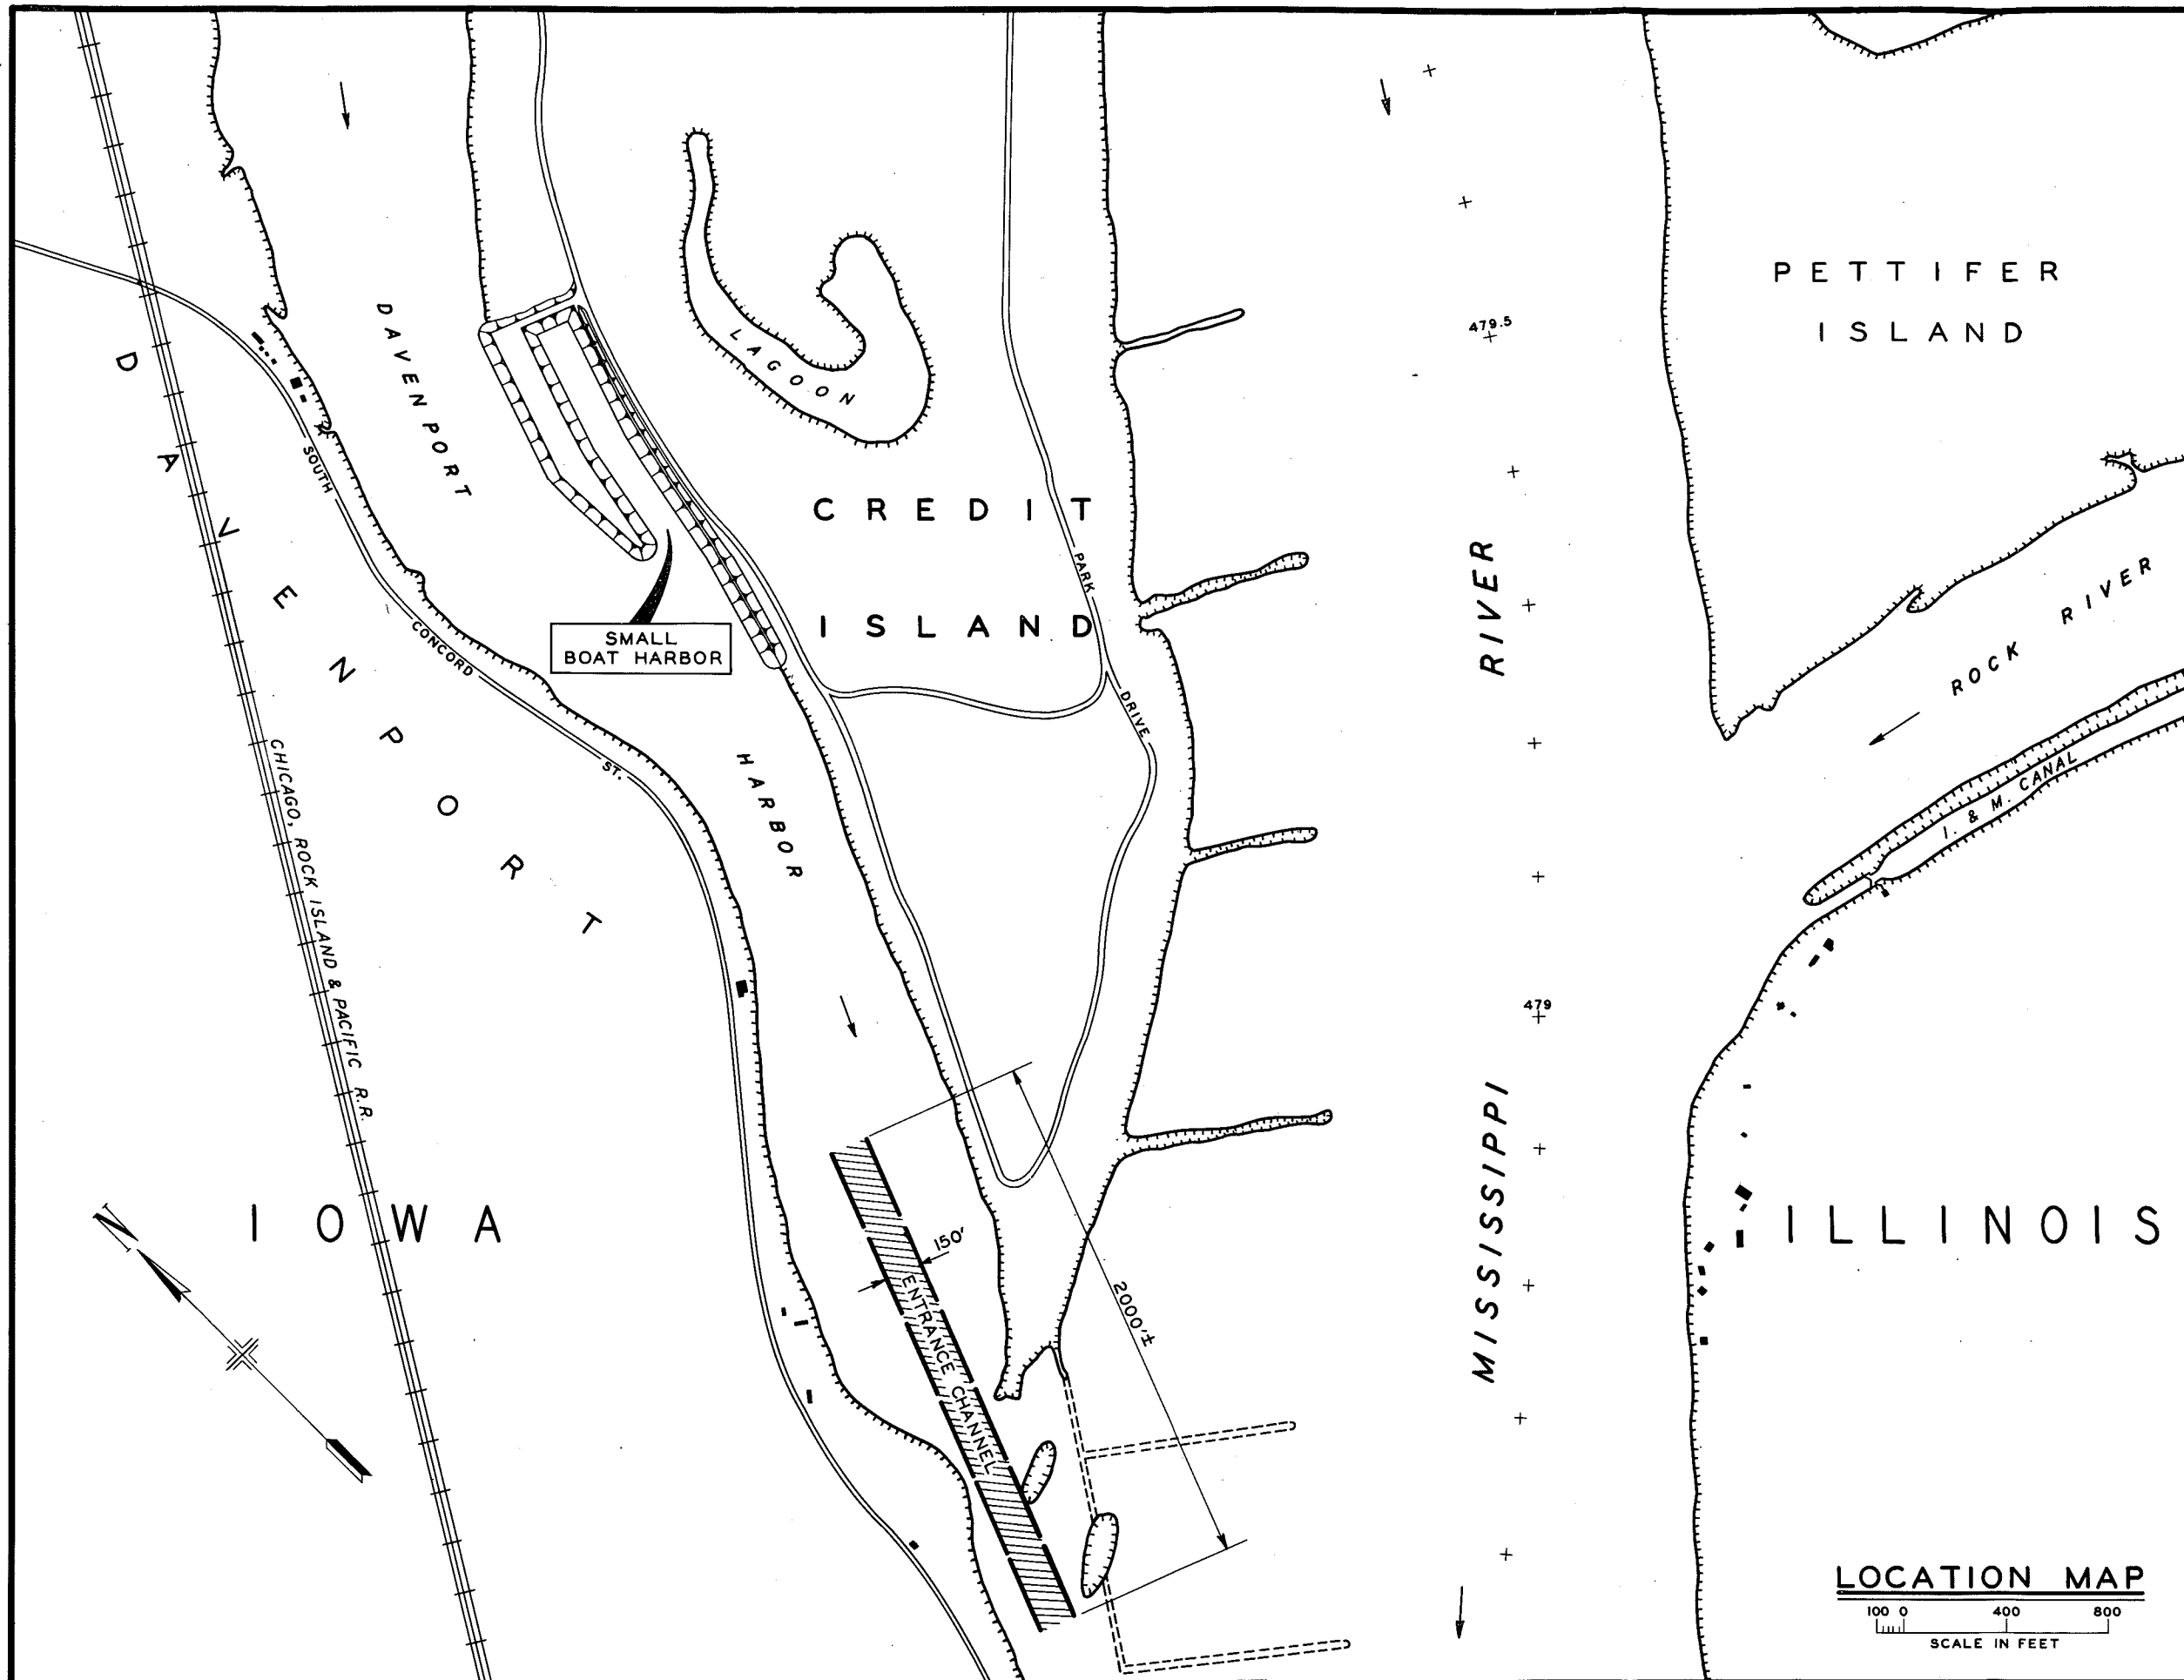 DAVENPORT
HARBOR
DAVENPORT
SOUTH
CONCORD
ST.
CHICAGO, ROCK ISLAND & PACIFIC R.R.
LAGOON
CREDIT
ISLAND
SMALL
BOAT HARBOR
PARK
DRIVE
479.5
479
MISSISSIPPI
RIVER
PETTIFER
ISLAND
ROCK RIVER
I. & M. CANAL
IOWA
ILLINOIS
N
150'
ENTRANCE CHANNEL
2000'±
LOCATION MAP
100 0 400 800
SCALE IN FEET